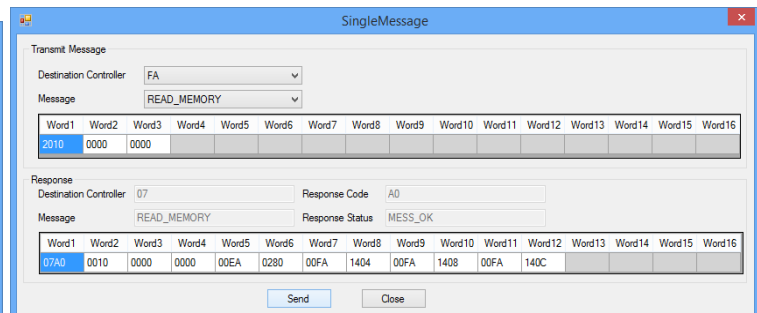 SingleMessage
Transmit Message
Destination Controller FA
Message READ_MEMORY
Word1 Word2 Word3 Word4 Word5 Word6 Word7 Word8 Word9 Word10 Word11 Word12 Word13 Word14 Word15 Word16
2010 0000 0000
Response
Destination Controller 07 Response Code A0
Message READ_MEMORY Response Status MESS_OK
Word1 Word2 Word3 Word4 Word5 Word6 Word7 Word8 Word9 Word10 Word11 Word12 Word13 Word14 Word15 Word16
07A0 0010 0000 0000 00EA 0280 00FA 1404 00FA 1408 00FA 140C
Send Close